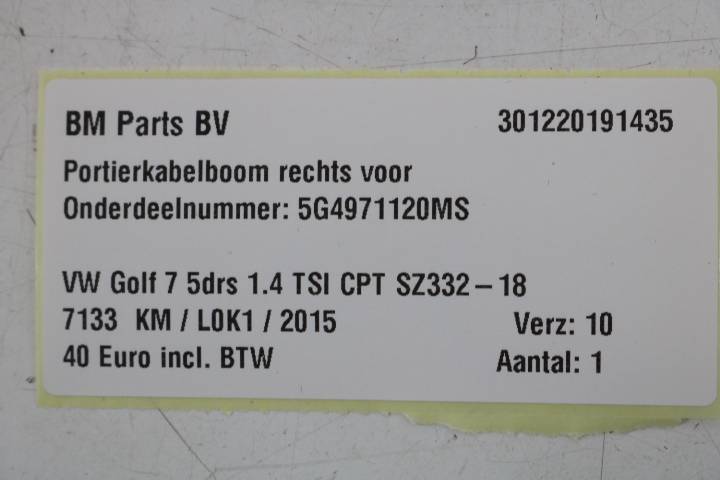 BM Parts BV 301220191435
Portierkabelboom rechts voor
Onderdeelnummer: 5G4971120MS
VW Golf 7 5drs 1.4 TSI CPT SZ332-18
7133 KM / L0K1 / 2015 Verz: 10
40 Euro incl. BTW Aantal: 1